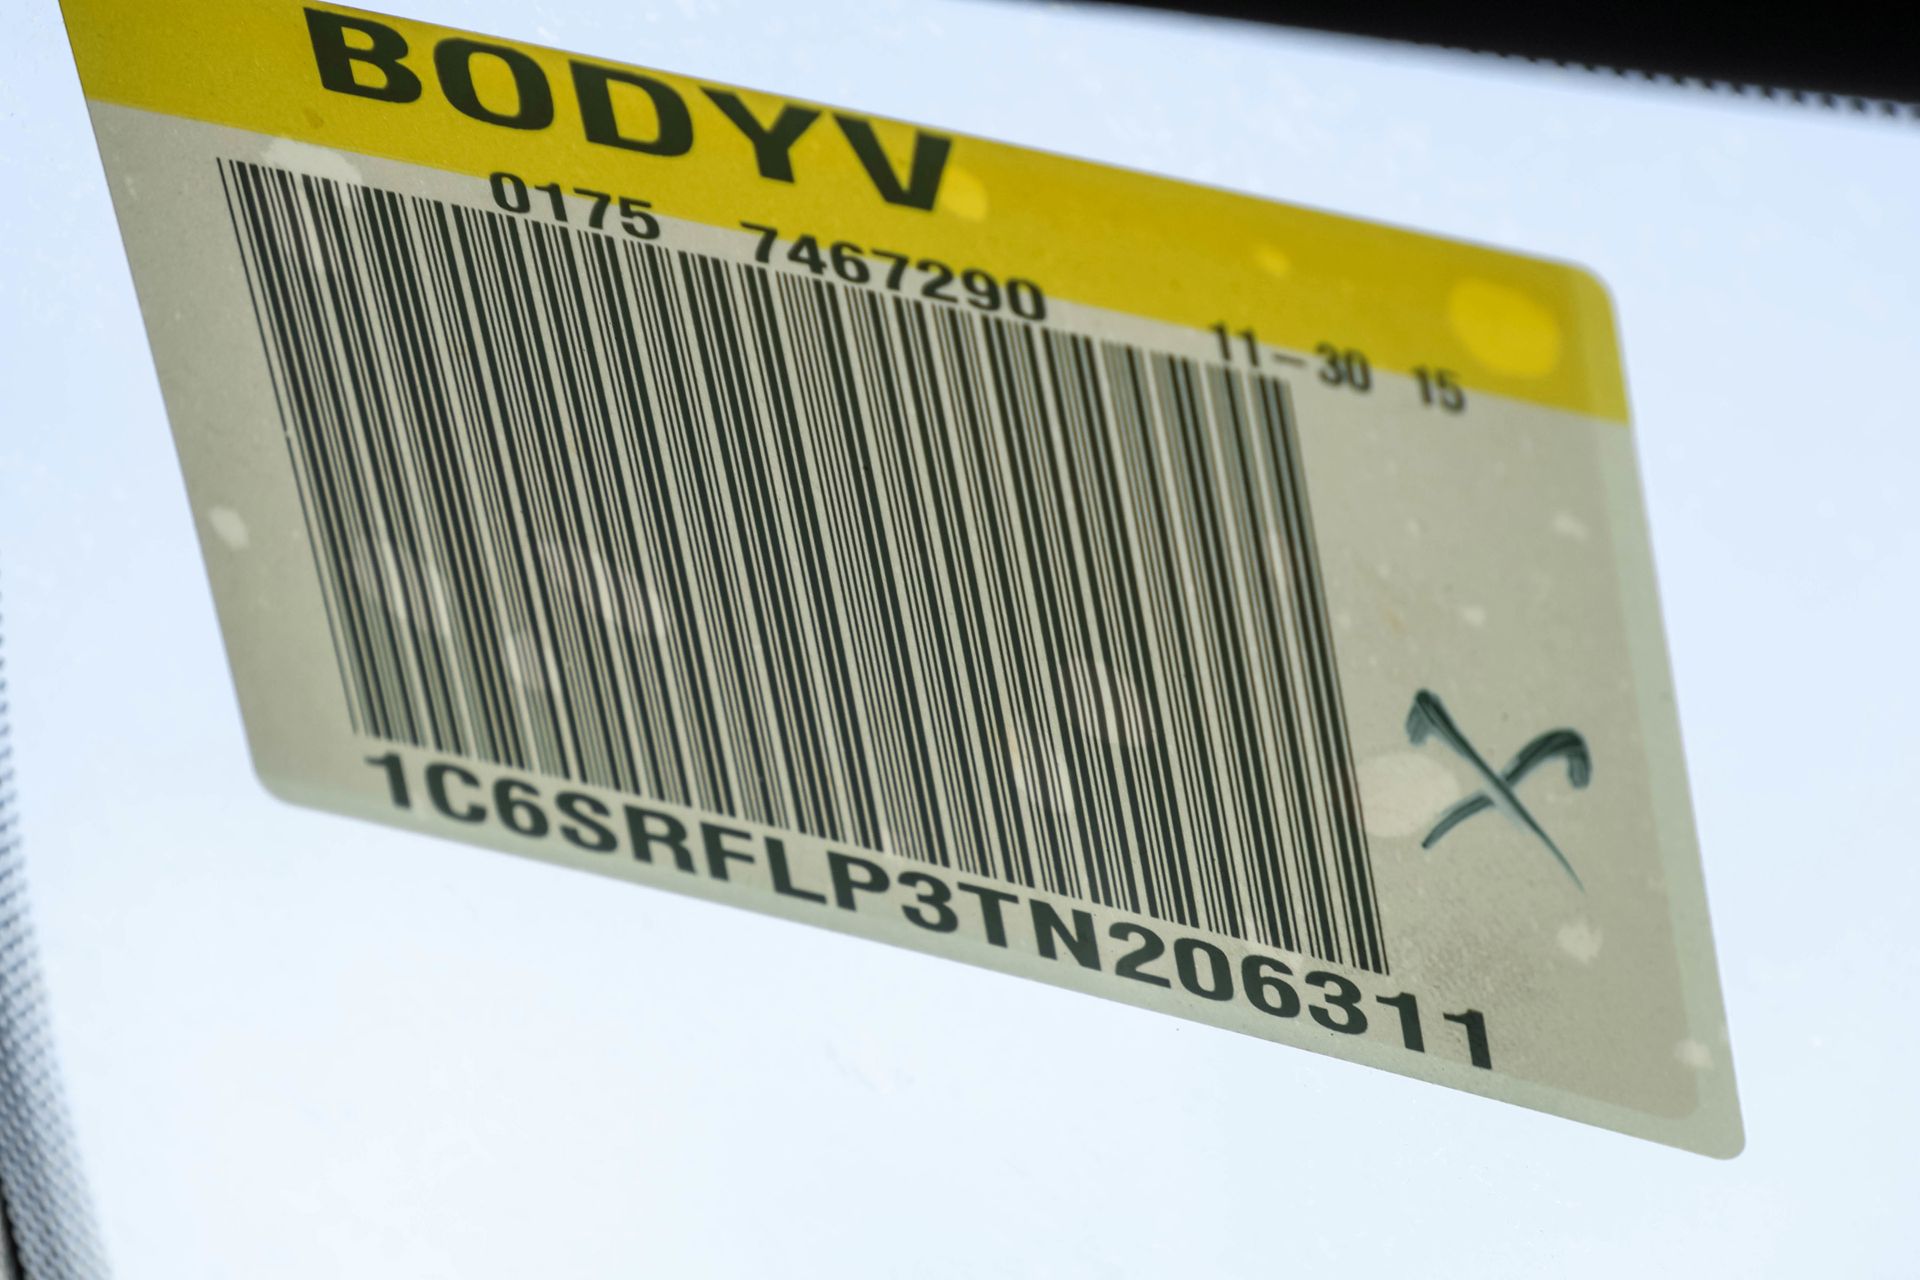 BODYV
0175 7467290 11-30 15
1C6SRFLP3TN206311
X